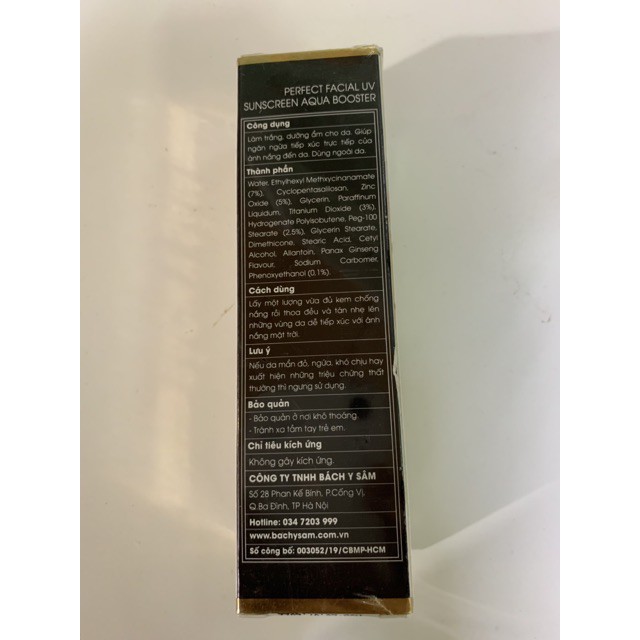 PERFECT FACIAL UV
SUNSCREEN AQUA BOOSTER
Công dụng
Làm trắng, dưỡng ẩm cho da. Giúp
ngăn ngừa tiếp xúc trực tiếp của
ánh nắng đến da. Dùng ngoài da.
Thành phần
Water, Ethylhexyl Methxycinanamate
(7%), Cyclopentasalilosan, Zinc
Oxide (5%), Glycerin, Paraffinum
Liquidum, Titanium Dioxide (3%),
Hydrogenate Polyisobutene, Peg-100
Stearate (2,5%), Glycerin Stearate,
Dimethicone, Stearic Acid, Cetyl
Alcohol, Allantoin, Panax Ginseng
Flavour, Sodium Carbomer,
Phenoxyethanol (0,1%).
Cách dùng
Lấy một lượng vừa đủ kem chống
nắng rồi thoa đều và tán nhẹ lên
những vùng da dễ tiếp xúc với ánh
nắng mặt trời.
Lưu ý
Nếu da mẩn đỏ, ngứa, khó chịu hay
xuất hiện những triệu chứng thất
thường thì ngưng sử dụng.
Bảo quản
- Bảo quản ở nơi khô thoáng.
- Tránh xa tầm tay trẻ em.
Chỉ tiêu kích ứng
Không gây kích ứng.
CÔNG TY TNHH BÁCH Y SÂM
Số 28 Phan Kế Bính, P.Cống Vị,
Q.Ba Đình, TP Hà Nội
Hotline: 034 7203 999
www.bachysam.com.vn
Số công bố: 003052/19/CBMP-HCM